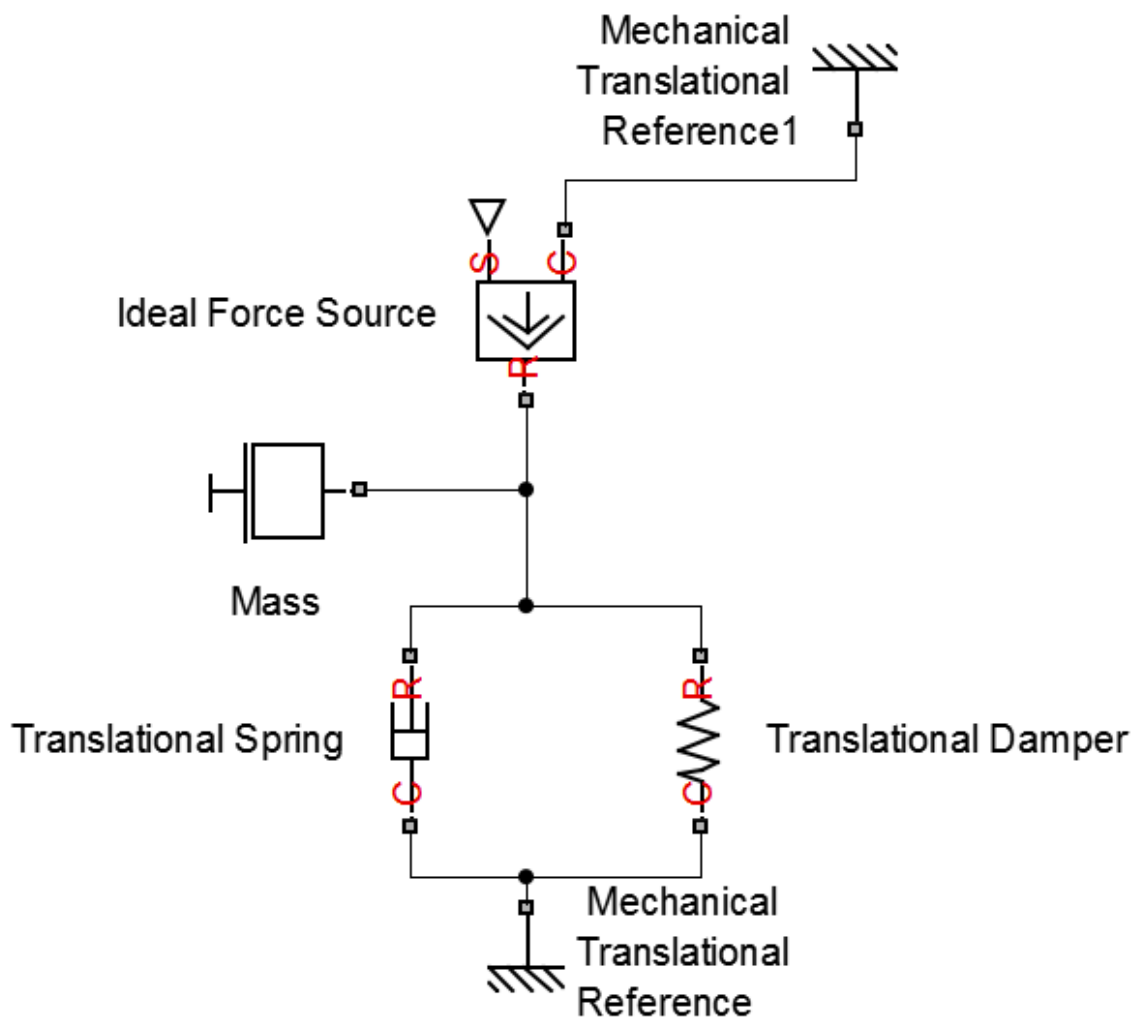 Mechanical
Translational
Reference1
S
C
Ideal Force Source
R
Mass
R
R
Translational Spring
Translational Damper
C
C
Mechanical
Translational
Reference